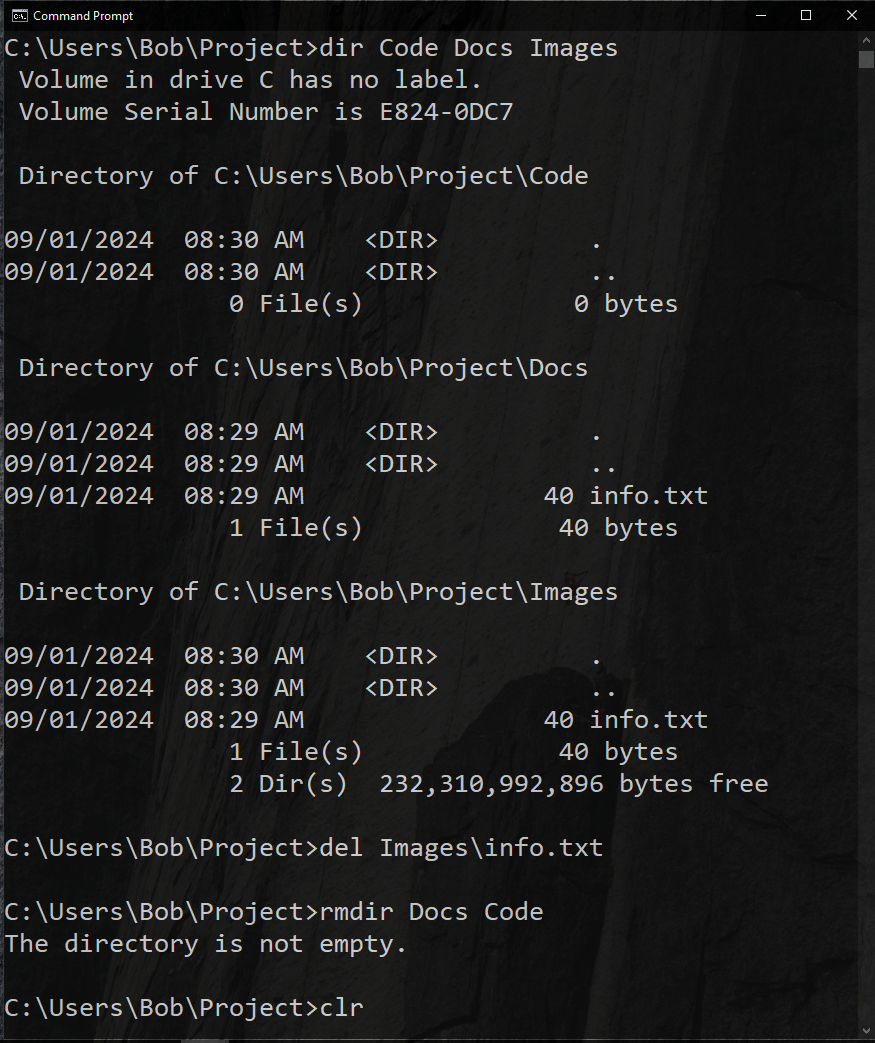 Command Prompt
C:\Users\Bob\Project>dir Code Docs Images
 Volume in drive C has no label.
 Volume Serial Number is E824-0DC7

 Directory of C:\Users\Bob\Project\Code

09/01/2024  08:30 AM    <DIR>          .
09/01/2024  08:30 AM    <DIR>          ..
               0 File(s)              0 bytes

 Directory of C:\Users\Bob\Project\Docs

09/01/2024  08:29 AM    <DIR>          .
09/01/2024  08:29 AM    <DIR>          ..
09/01/2024  08:29 AM                40 info.txt
               1 File(s)             40 bytes

 Directory of C:\Users\Bob\Project\Images

09/01/2024  08:30 AM    <DIR>          .
09/01/2024  08:30 AM    <DIR>          ..
09/01/2024  08:29 AM                40 info.txt
               1 File(s)             40 bytes
               2 Dir(s)  232,310,992,896 bytes free

C:\Users\Bob\Project>del Images\info.txt

C:\Users\Bob\Project>rmdir Docs Code
The directory is not empty.

C:\Users\Bob\Project>clr